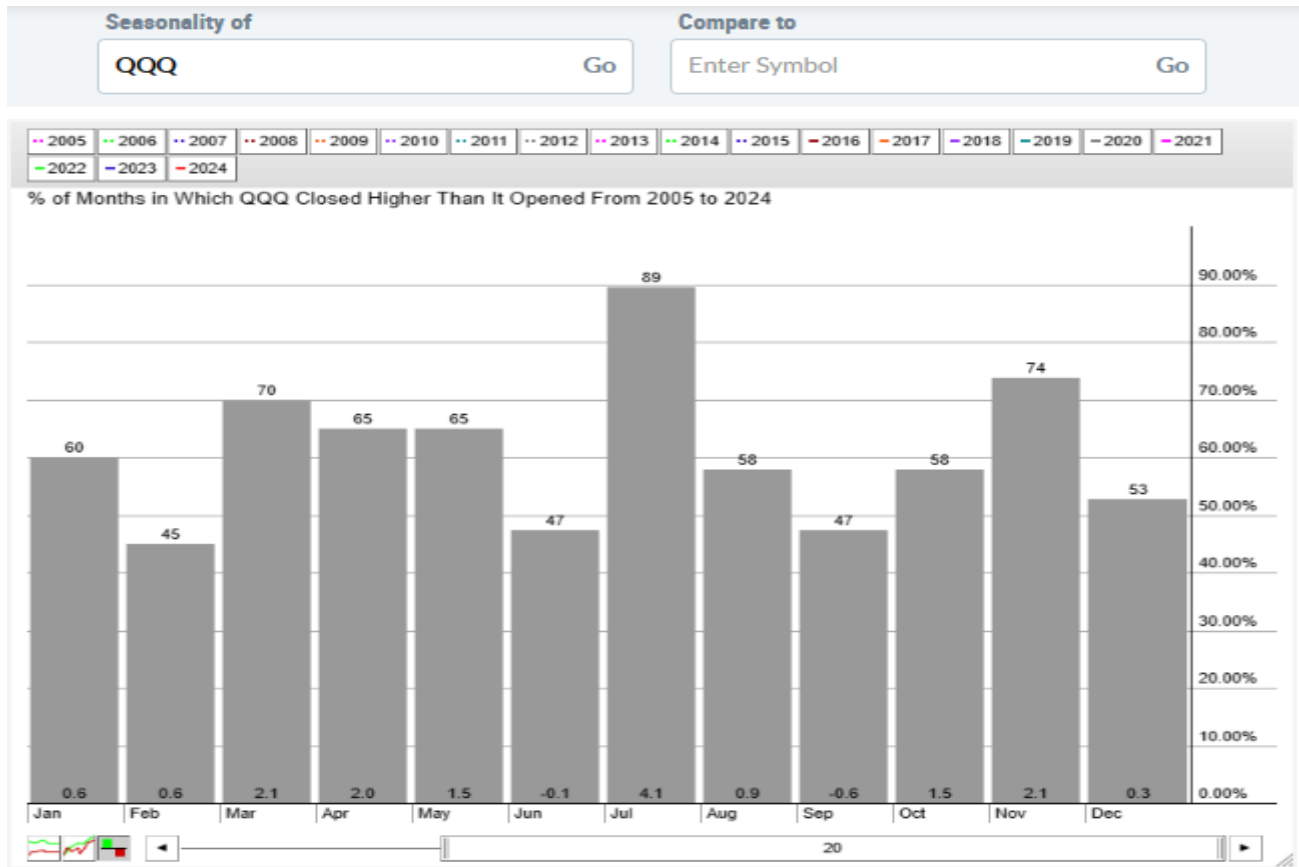 Seasonality of Compare to
QQQ Go Enter Symbol Go
2005 2006 2007 2008 2009 2010 2011 2012 2013 2014 2015 2016 2017 2018 2019 2020 2021
2022 2023 2024
% of Months in Which QQQ Closed Higher Than It Opened From 2005 to 2024
89 90.00%
80.00%
74
70 70.00%
65 65
60 58 58 60.00%
53
47 47 50.00%
45
40.00%
30.00%
20.00%
10.00%
0.6 0.6 2.1 2.0 1.5 -0.1 4.1 0.9 -0.6 1.5 2.1 0.3 0.00%
Jan Feb Mar Apr May Jun Jul Aug Sep Oct Nov Dec
20